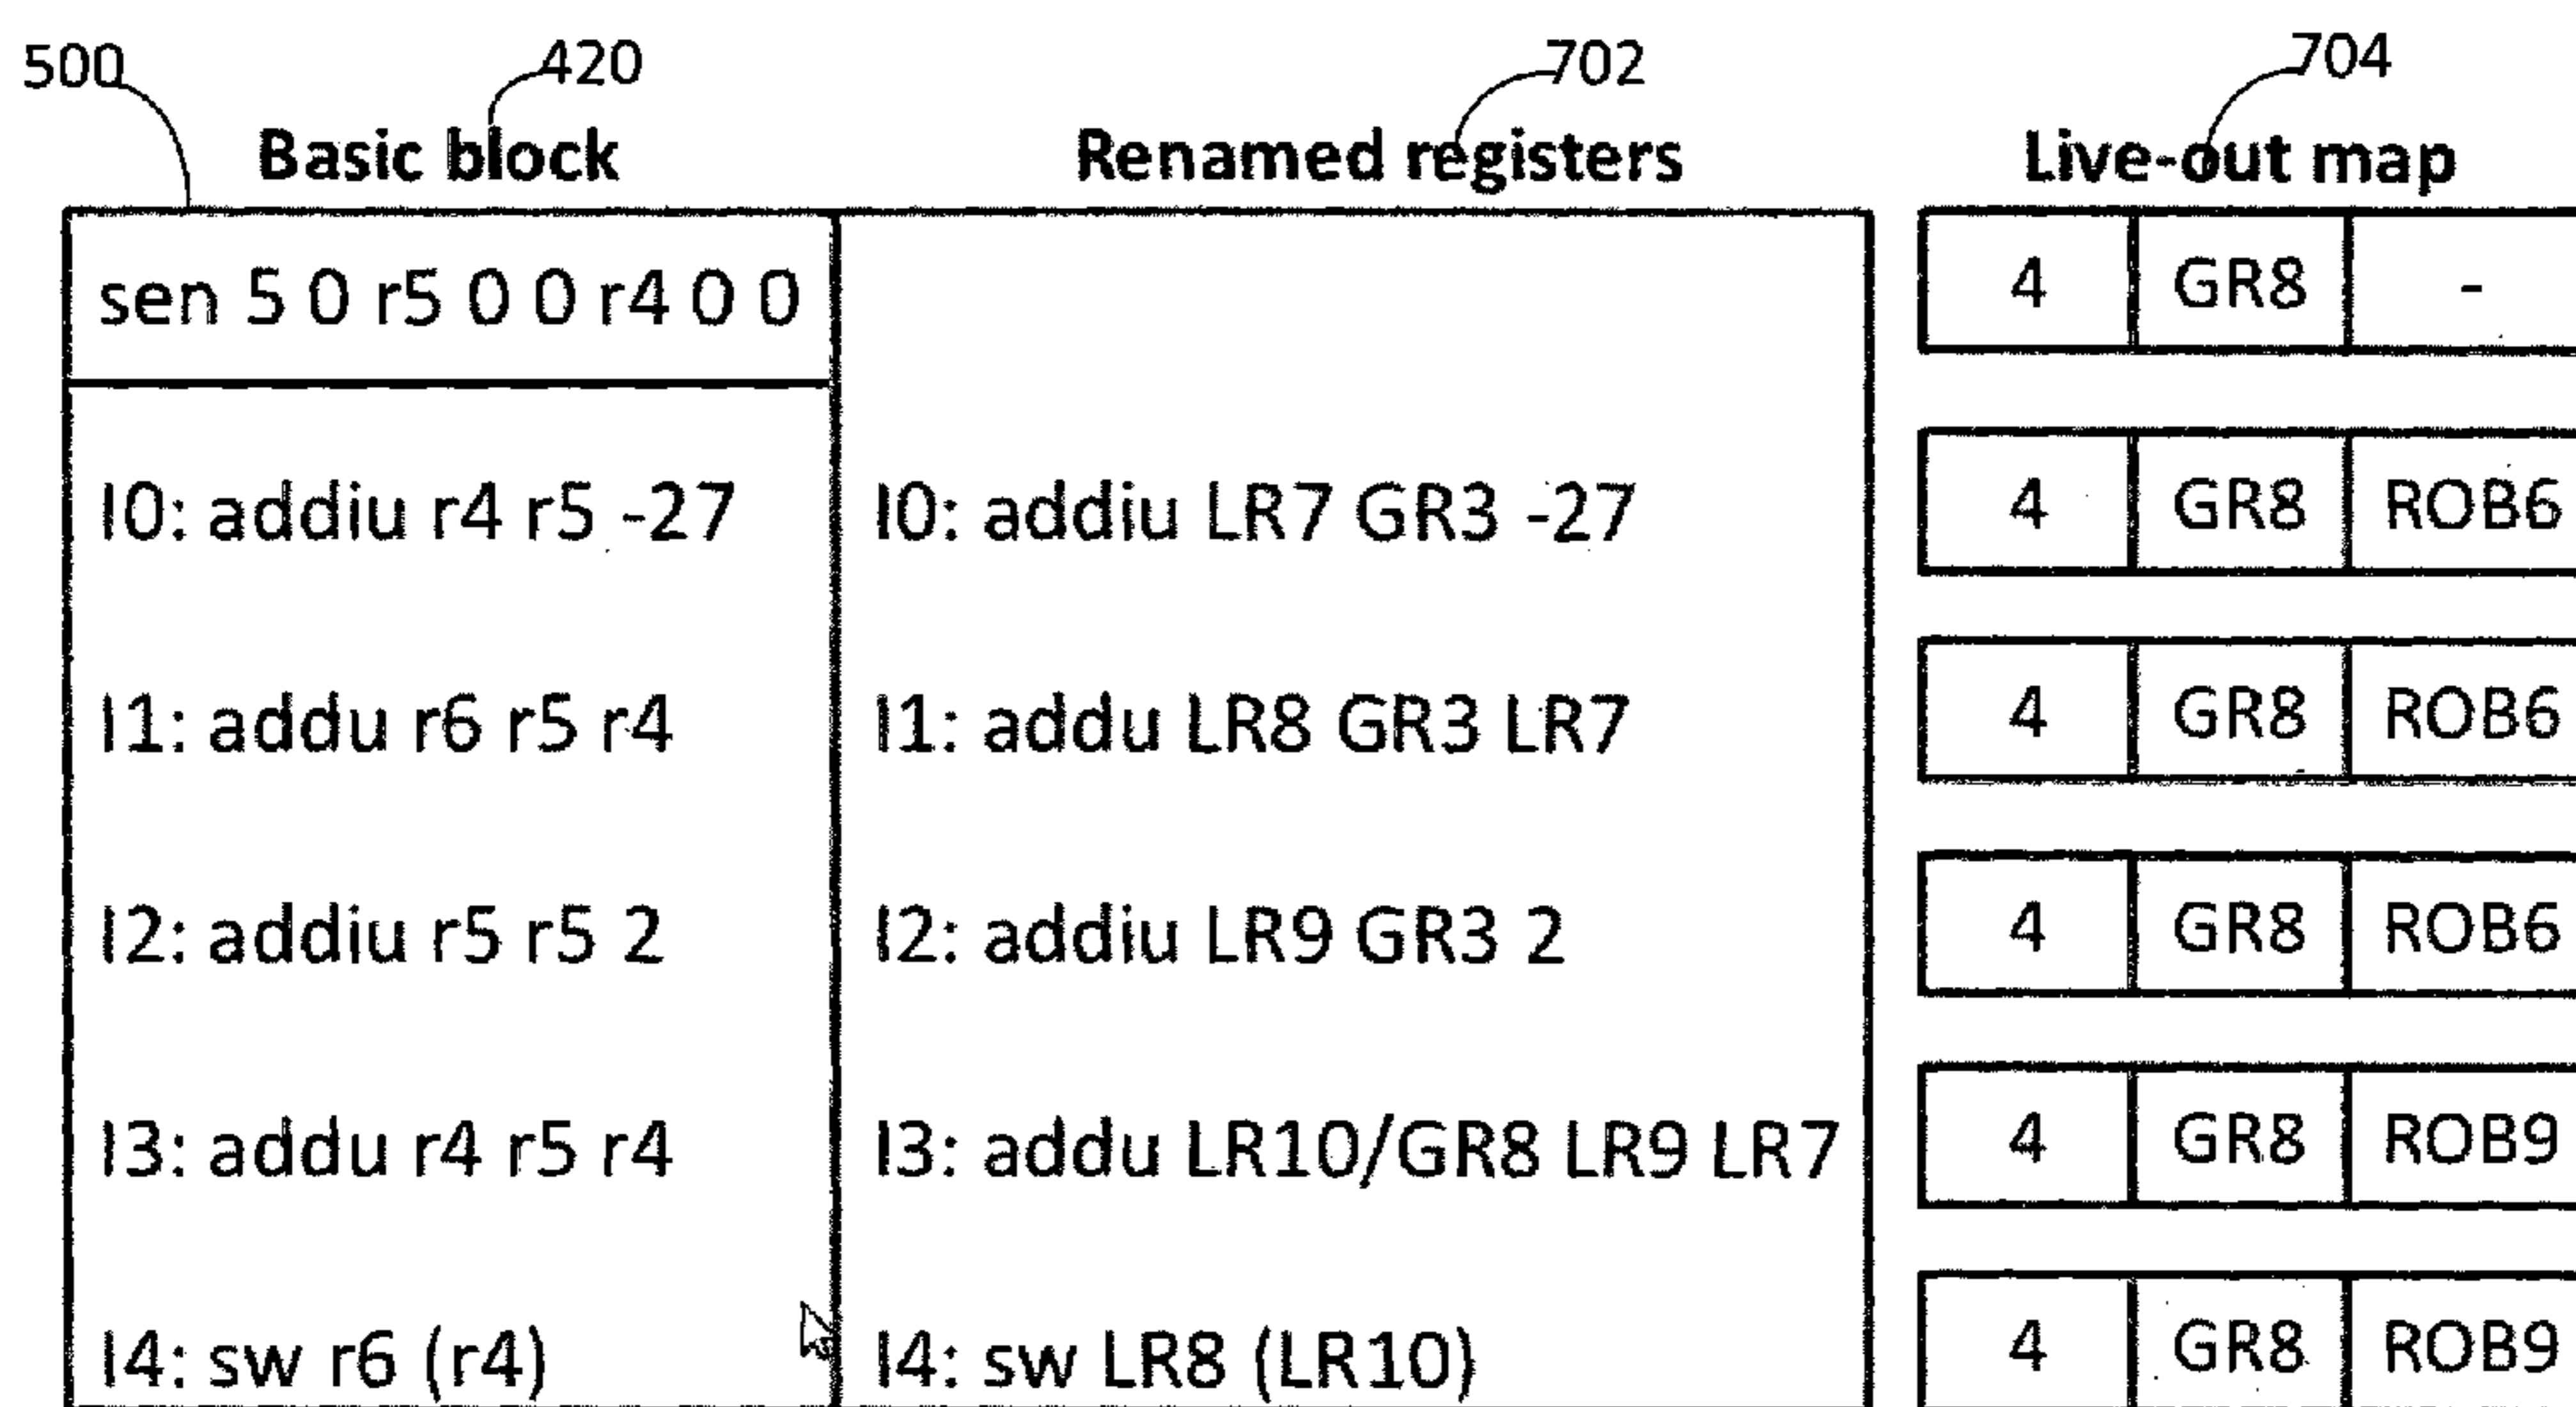 500 420 702 704
Basic block Renamed registers Live-out map
sen 5 0 r5 0 0 r4 0 0 4 GR8 -
I0: addiu r4 r5 -27 I0: addiu LR7 GR3 -27 4 GR8 ROB6
I1: addu r6 r5 r4 I1: addu LR8 GR3 LR7 4 GR8 ROB6
I2: addiu r5 r5 2 I2: addiu LR9 GR3 2 4 GR8 ROB6
I3: addu r4 r5 r4 I3: addu LR10/GR8 LR9 LR7 4 GR8 ROB9
I4: sw r6 (r4) I4: sw LR8 (LR10) 4 GR8 ROB9